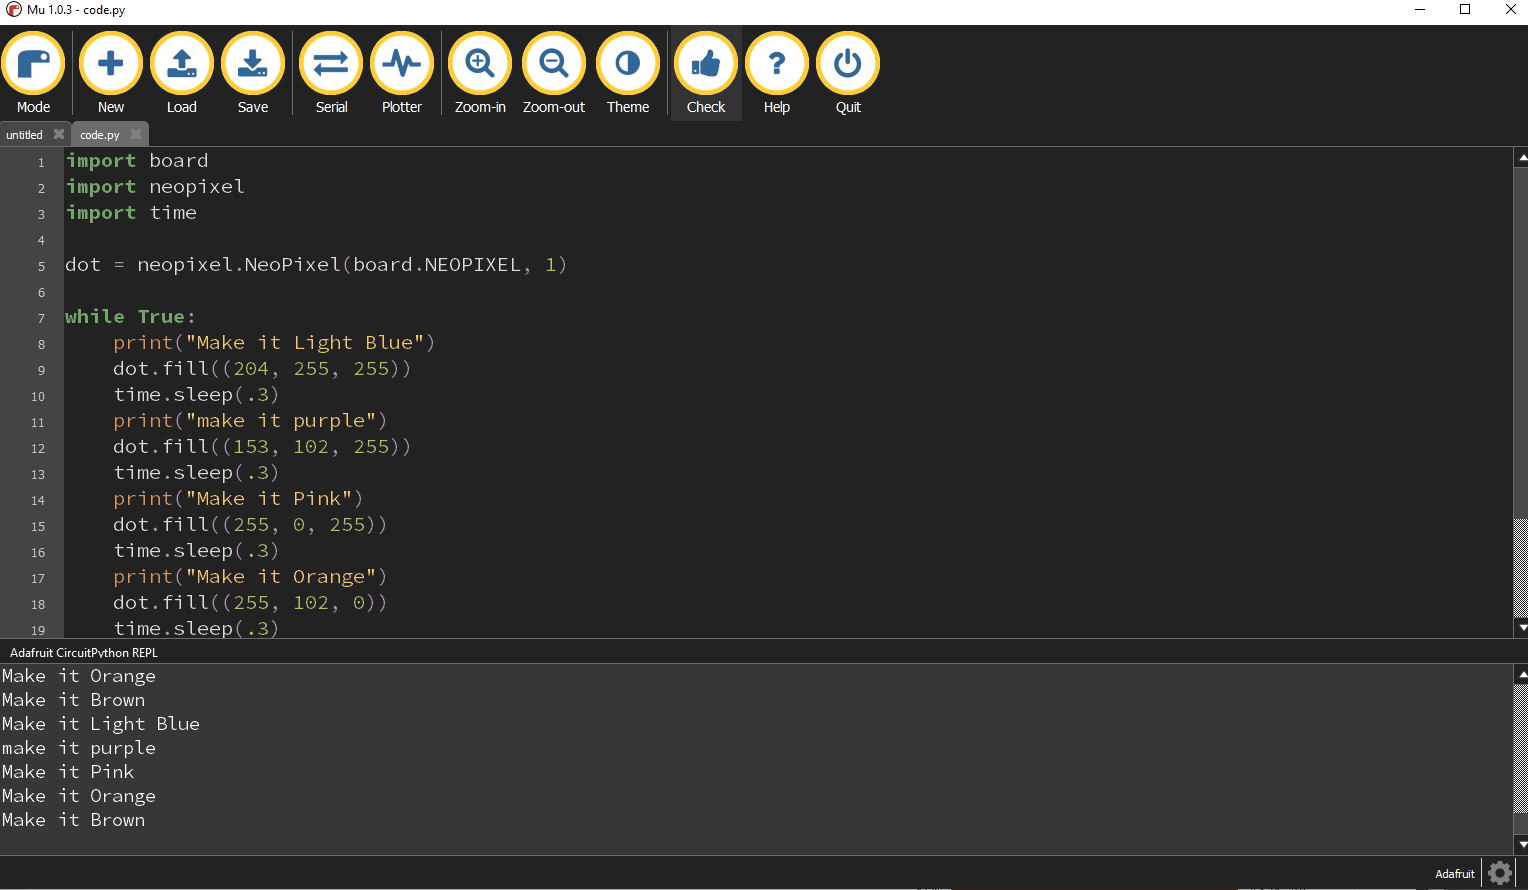 Mu 1.0.3 - code.py
Mode New Load Save Serial Plotter Zoom-in Zoom-out Theme Check Help Quit
untitled code.py
1 import board
2 import neopixel
3 import time
4
5 dot = neopixel.NeoPixel(board.NEOPIXEL, 1)
6
7 while True:
8     print("Make it Light Blue")
9     dot.fill((204, 255, 255))
10     time.sleep(.3)
11     print("make it purple")
12     dot.fill((153, 102, 255))
13     time.sleep(.3)
14     print("Make it Pink")
15     dot.fill((255, 0, 255))
16     time.sleep(.3)
17     print("Make it Orange")
18     dot.fill((255, 102, 0))
19     time.sleep(.3)
Adafruit CircuitPython REPL
Make it Orange
Make it Brown
Make it Light Blue
make it purple
Make it Pink
Make it Orange
Make it Brown
Adafruit